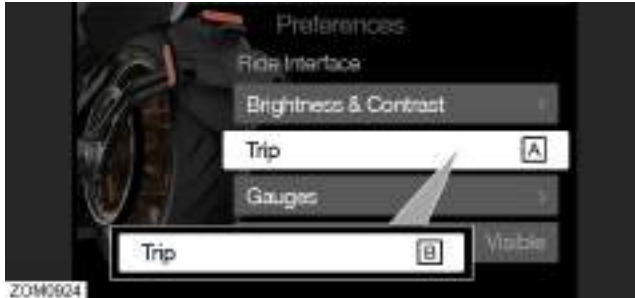 Preferences
Ride Interface
Brightness & Contrast
Trip A
Gauges
Visible
Trip B
ZOM0924